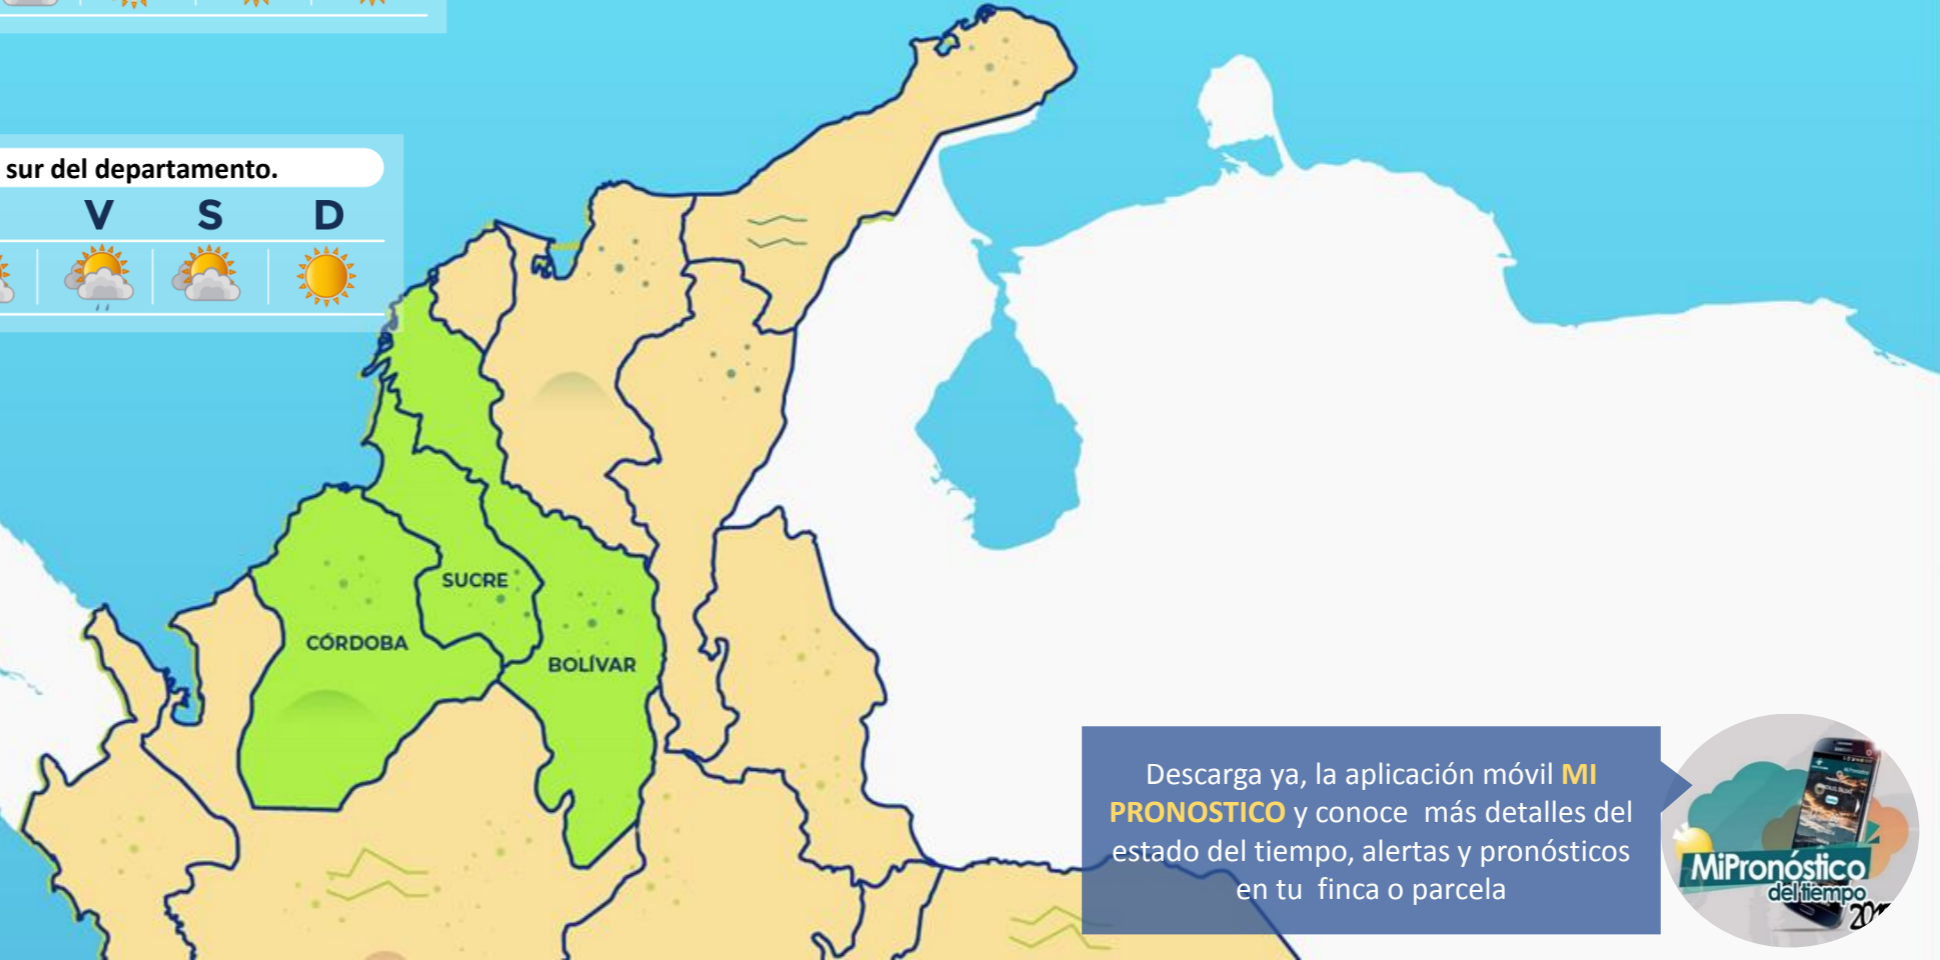 sur del departamento.
V S D
SUCRE
CÓRDOBA
BOLÍVAR
Descarga ya, la aplicación móvil MI
PRONOSTICO y conoce más detalles del
estado del tiempo, alertas y pronósticos
en tu finca o parcela
MiPronóstico
del tiempo